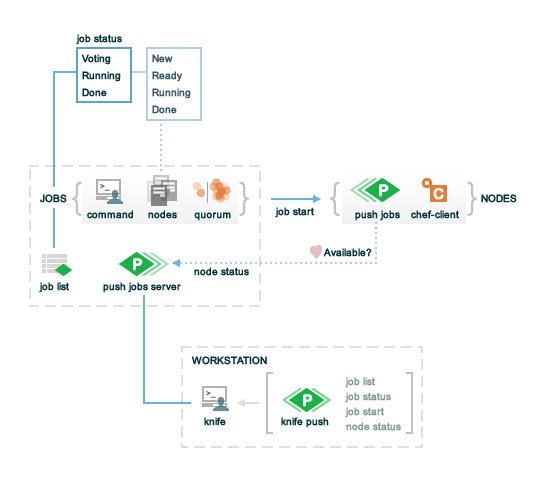 job status
Voting
Running
Done
New
Ready
Running
Done
JOBS
>_
command
nodes
quorum
job start
P
push jobs
C
chef-client
NODES
Available?
node status
job list
P
push jobs server
WORKSTATION
>_
knife
P
knife push
job list
job status
job start
node status